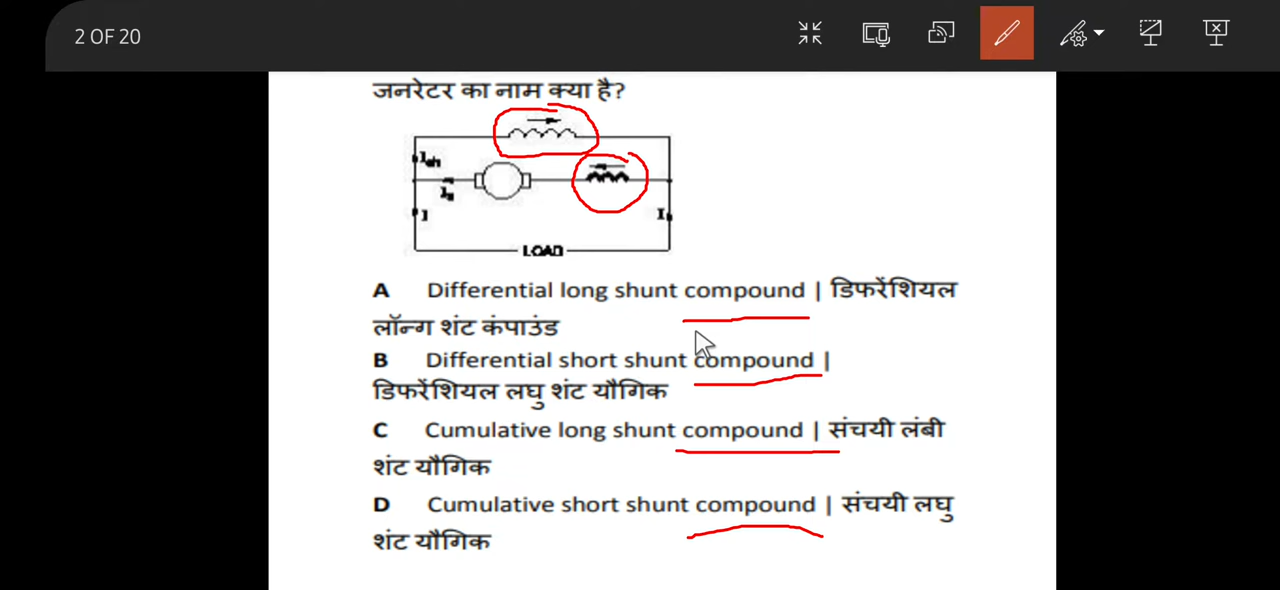 2 OF 20
जनरेटर का नाम क्या है?
Ish
Ia
I I
LOAD
A Differential long shunt compound | डिफरेंशियल
लॉन्ग शंट कंपाउंड
B Differential short shunt compound |
डिफरेंशियल लघु शंट यौगिक
C Cumulative long shunt compound | संचयी लंबी
शंट यौगिक
D Cumulative short shunt compound | संचयी लघु
शंट यौगिक